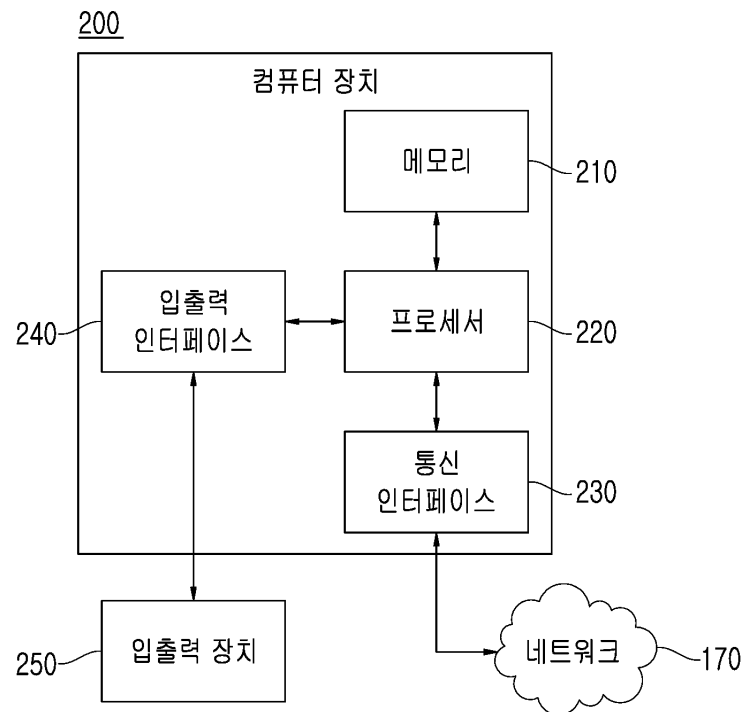 200
컴퓨터 장치
메모리
210
입출력
인터페이스
240
프로세서
220
통신
인터페이스
230
입출력 장치
250
네트워크
170